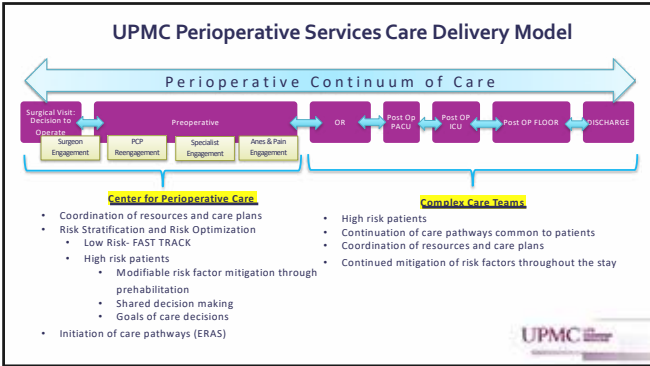 UPMC Perioperative Services Care Delivery Model
Perioperative Continuum of Care
Surgical Visit:
Decision to
Operate
Preoperative
OR
Post Op
PACU
Post OP
ICU
Post OP FLOOR
DISCHARGE
Surgeon
Engagement
PCP
Reengagement
Specialist
Engagement
Anes & Pain
Engagement
Center for Perioperative Care
• Coordination of resources and care plans
• Risk Stratification and Risk Optimization
• Low Risk- FAST TRACK
• High risk patients
• Modifiable risk factor mitigation through
prehabilitation
• Shared decision making
• Goals of care decisions
• Initiation of care pathways (ERAS)
Complex Care Teams
• High risk patients
• Continuation of care pathways common to patients
• Coordination of resources and care plans
• Continued mitigation of risk factors throughout the stay
UPMC